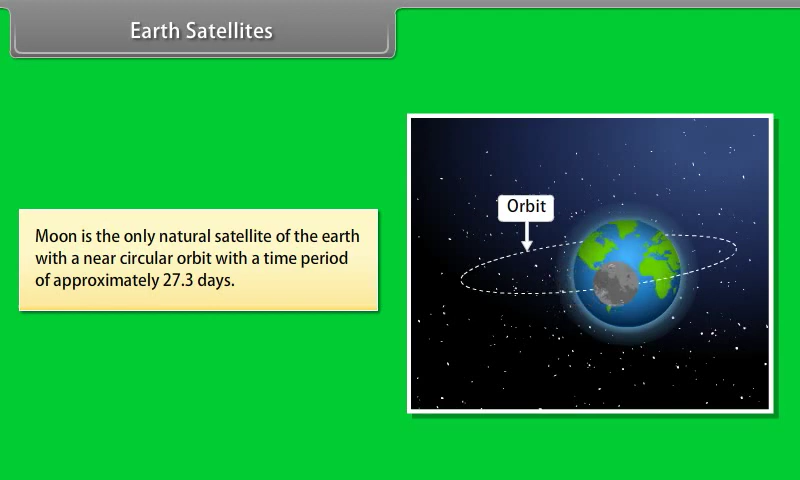 Earth Satellites
Orbit
Moon is the only natural satellite of the earth
with a near circular orbit with a time period
of approximately 27.3 days.